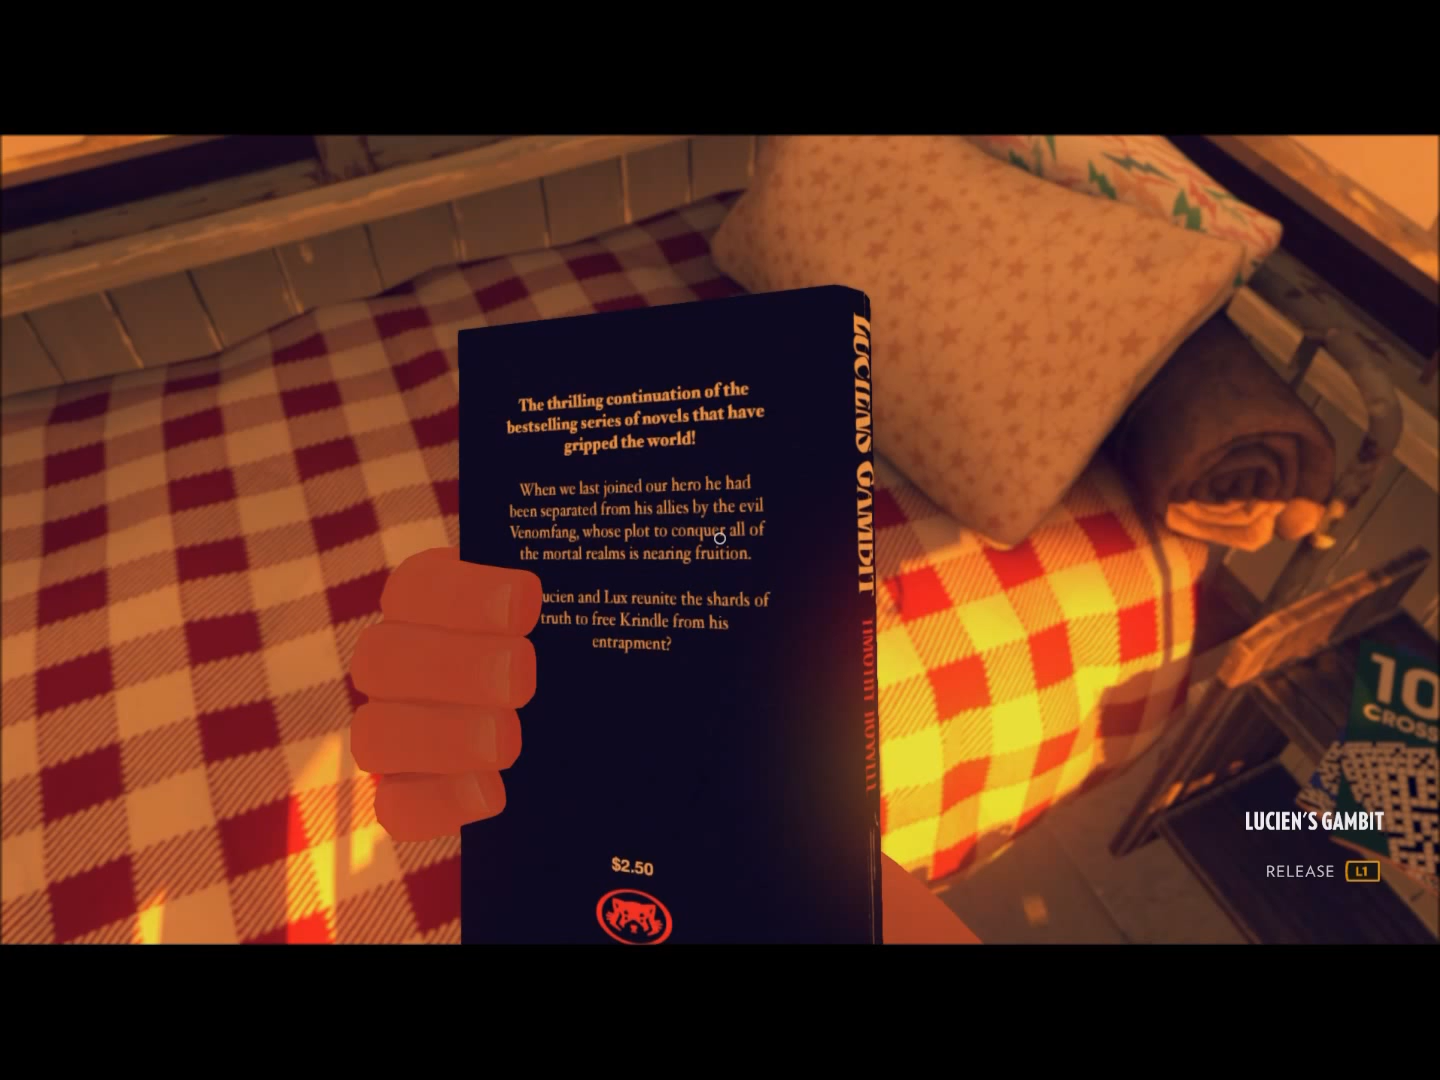 The thrilling continuation of the
bestselling series of novels that have
gripped the world!
When we last joined our hero he had
been separated from his allies by the evil
Venomfang, whose plot to conquer all of
the mortal realms is nearing fruition.
ucien and Lux reunite the shards of
truth to free Krindle from his
entrapment?
$2.50
LUCIENS GAMBIT
10
CROSS
LUCIEN'S GAMBIT
RELEASE L1